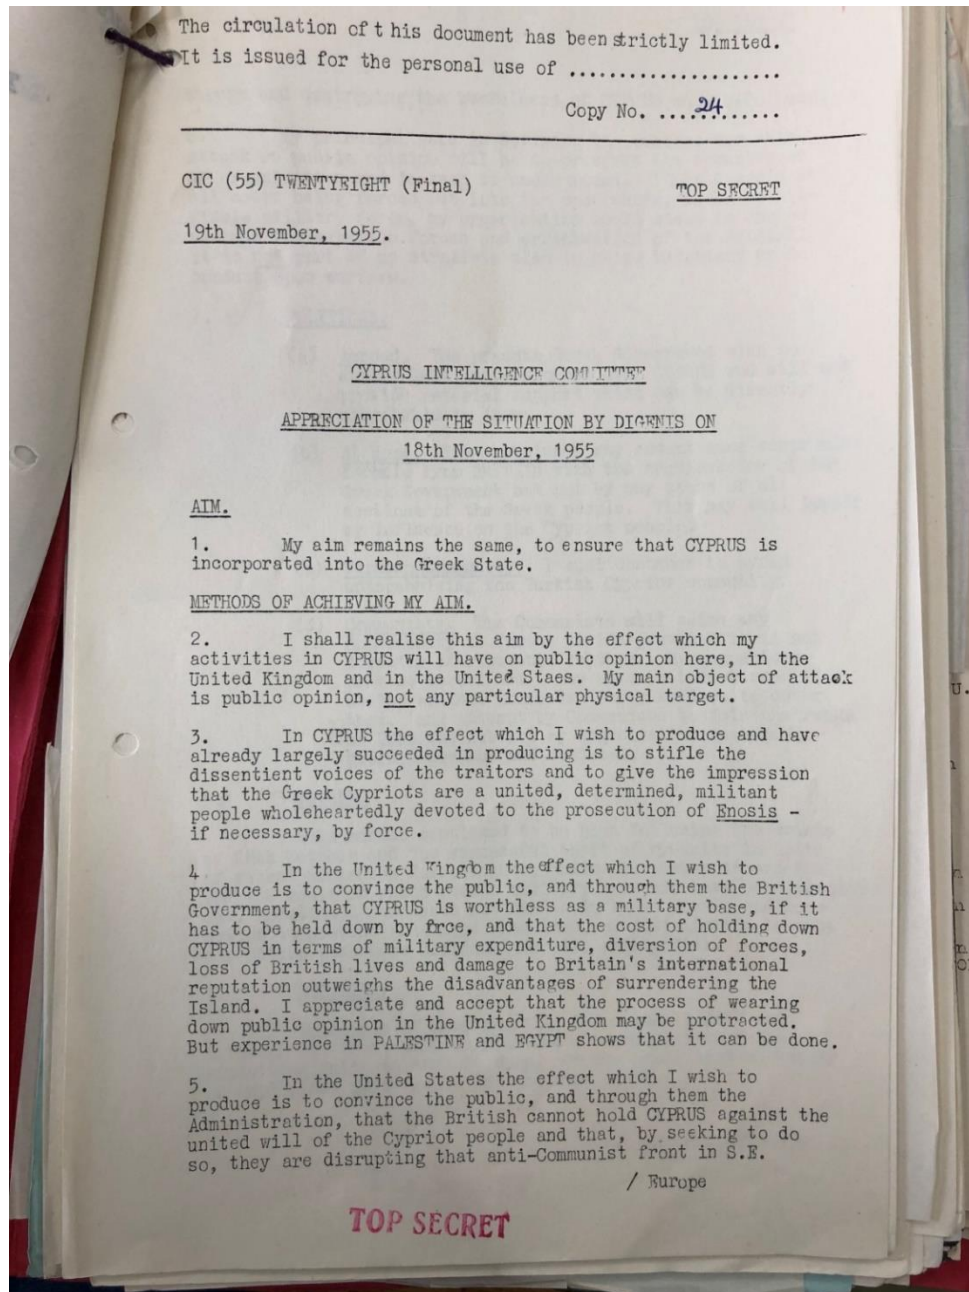 The circulation of t his document has been strictly limited.
It is issued for the personal use of .....................
Copy No. ....24........
CIC (55) TWENTYEIGHT (Final)
TOP SECRET
19th November, 1955.
CYPRUS INTELLIGENCE COMMITTEE
APPRECIATION OF THE SITUATION BY DIGENIS ON
18th November, 1955
AIM.
1. My aim remains the same, to ensure that CYPRUS is
incorporated into the Greek State.
METHODS OF ACHIEVING MY AIM.
2. I shall realise this aim by the effect which my
activities in CYPRUS will have on public opinion here, in the
United Kingdom and in the United Staes. My main object of attack
is public opinion, not any particular physical target.
3. In CYPRUS the effect which I wish to produce and have
already largely succeeded in producing is to stifle the
dissentient voices of the traitors and to give the impression
that the Greek Cypriots are a united, determined, militant
people wholeheartedly devoted to the prosecution of Enosis -
if necessary, by force.
4 In the United Kingdom the effect which I wish to
produce is to convince the public, and through them the British
Government, that CYPRUS is worthless as a military base, if it
has to be held down by force, and that the cost of holding down
CYPRUS in terms of military expenditure, diversion of forces,
loss of British lives and damage to Britain's international
reputation outweighs the disadvantages of surrendering the
Island. I appreciate and accept that the process of wearing
down public opinion in the United Kingdom may be protracted.
But experience in PALESTINE and EGYPT shows that it can be done.
5. In the United States the effect which I wish to
produce is to convince the public, and through them the
Administration, that the British cannot hold CYPRUS against the
united will of the Cypriot people and that, by seeking to do
so, they are disrupting that anti-Communist front in S.E.
/ Europe
TOP SECRET